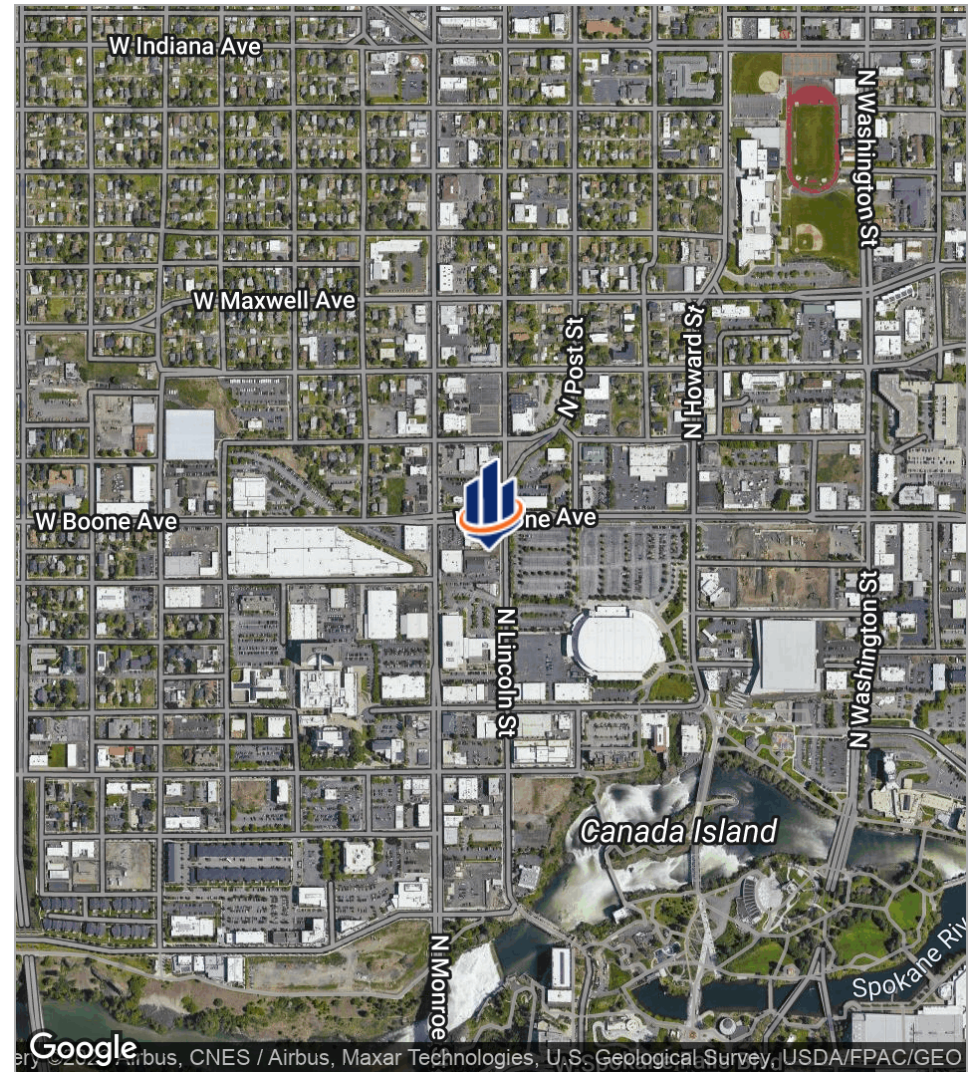 W Indiana Ave
N Washington St
W Maxwell Ave
N Post St
N Howard St
W Boone Ave
ne Ave
N Lincoln St
N Washington St
Canada Island
Spokane Riv
N Monroe
Google
Airbus, CNES / Airbus, Maxar Technologies, U.S. Geological Survey, USDA/FPAC/GEO